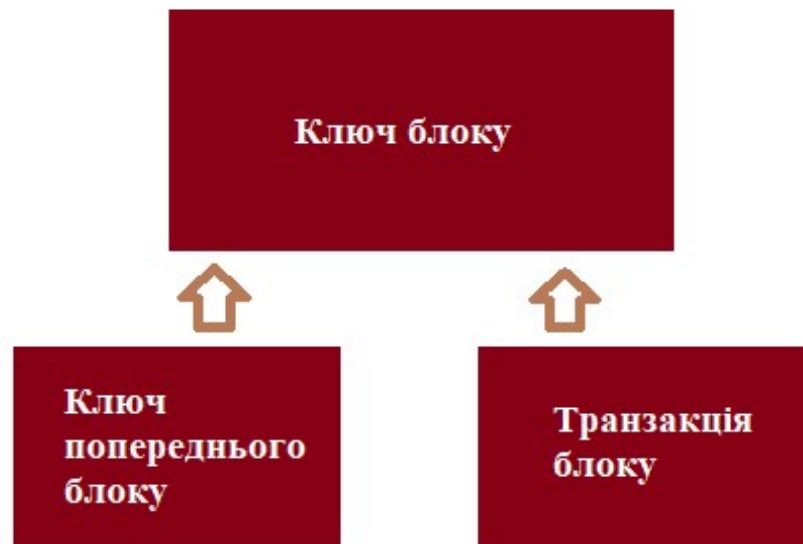 Ключ блоку
Ключ
попереднього
блоку
Транзакція
блоку